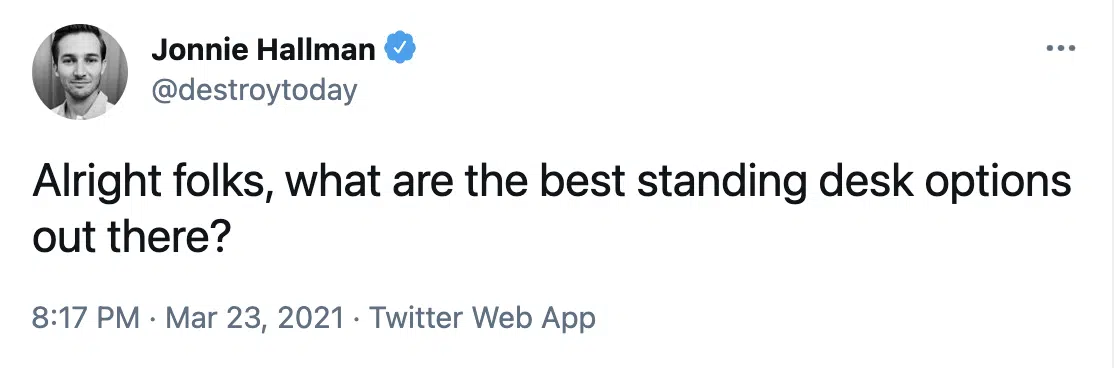 Jonnie Hallman
@destroytoday
Alright folks, what are the best standing desk options
out there?
8:17 PM · Mar 23, 2021 · Twitter Web App